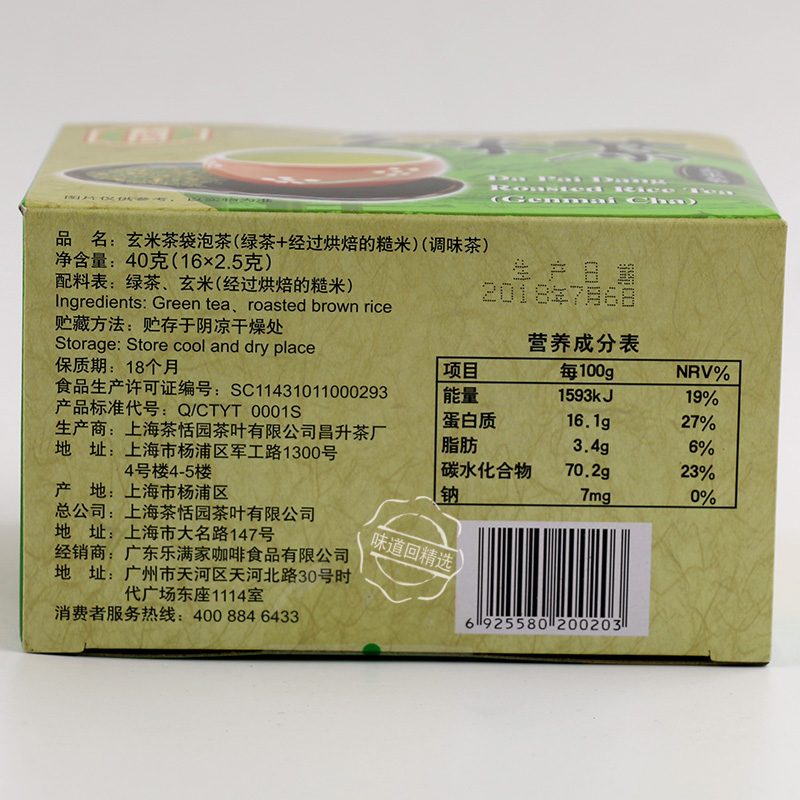 Da Pai Dang
Roasted Rice Tea
(Genmai Cha)
图片仅供参考，以实物为准
品 名：玄米茶袋泡茶(绿茶+经过烘焙的糙米)(调味茶)
净含量：40克(16×2.5克)
配料表：绿茶、玄米(经过烘焙的糙米)
Ingredients: Green tea、roasted brown rice
贮藏方法：贮存于阴凉干燥处
Storage: Store cool and dry place
保质期：18个月
食品生产许可证编号：SC11431011000293
产品标准代号：Q/CTYT 0001S
生产商：上海茶恬园茶叶有限公司昌升茶厂
地 址：上海市杨浦区军工路1300号
4号楼4-5楼
产 地：上海市杨浦区
总公司：上海茶恬园茶叶有限公司
地 址：上海市大名路147号
经销商：广东乐满家咖啡食品有限公司
地 址：广州市天河区天河北路30号时
代广场东座1114室
消费者服务热线：400 884 6433
生产日期
2018年7月6日
营养成分表
项目 每100g NRV%
能量 1593kJ 19%
蛋白质 16.1g 27%
脂肪 3.4g 6%
碳水化合物 70.2g 23%
钠 7mg 0%
味道回精选
6 925580 200203